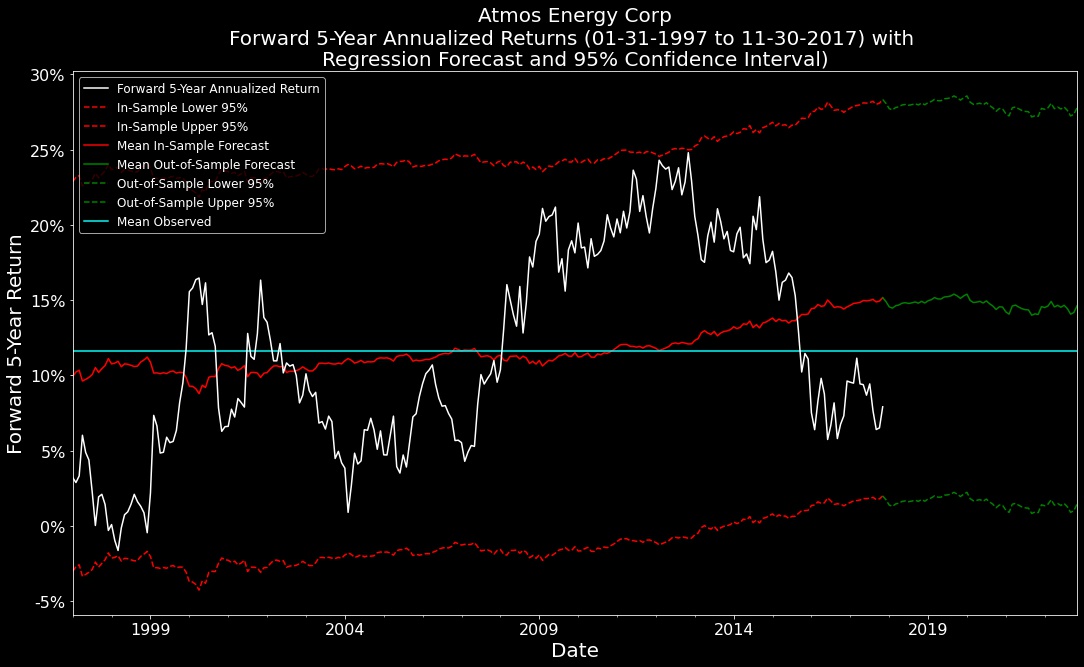 Atmos Energy Corp
Forward 5-Year Annualized Returns (01-31-1997 to 11-30-2017) with
Regression Forecast and 95% Confidence Interval)
30%
25%
20%
15%
10%
5%
0%
-5%
Forward 5-Year Return
Forward 5-Year Annualized Return
In-Sample Lower 95%
In-Sample Upper 95%
Mean In-Sample Forecast
Mean Out-of-Sample Forecast
Out-of-Sample Lower 95%
Out-of-Sample Upper 95%
Mean Observed
1999
2004
2009
2014
2019
Date